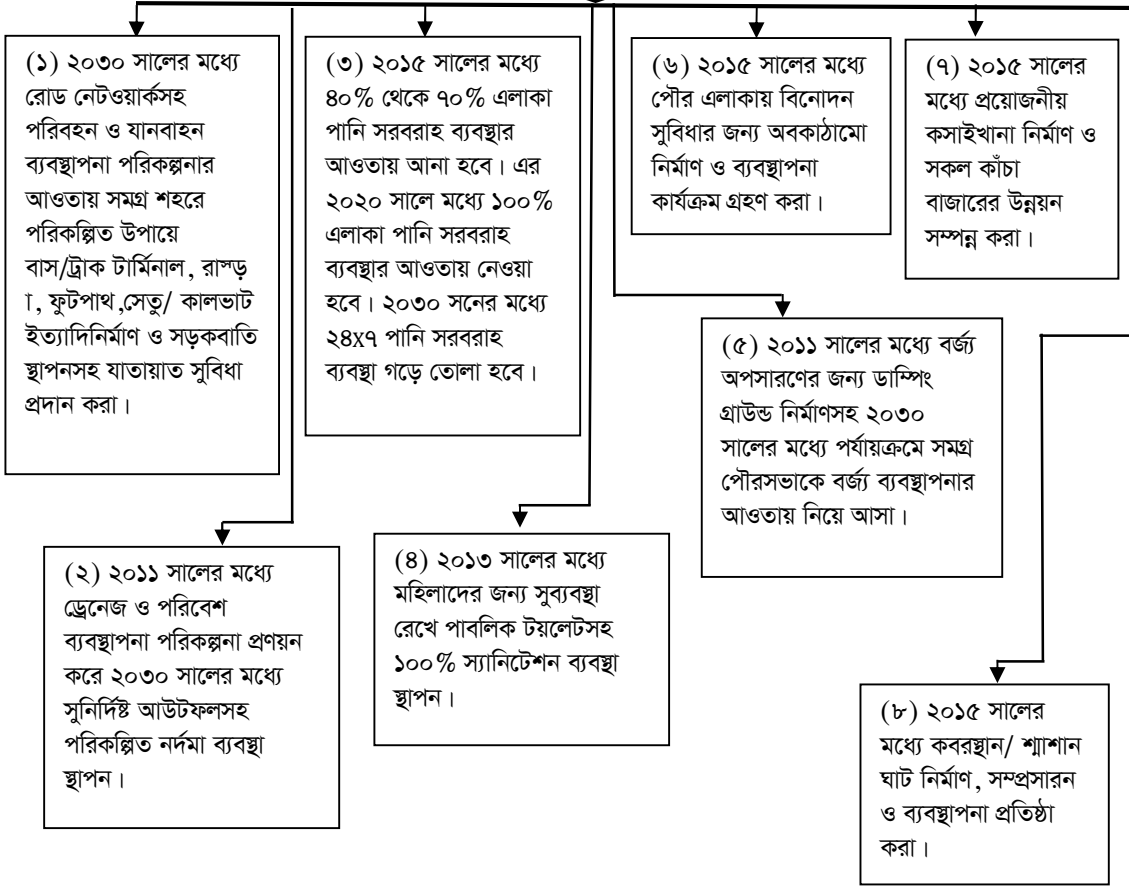 (১) ২০৩০ সালের মধ্যে
রোড নেটওয়ার্কসহ
পরিবহন ও যানবাহন
ব্যবস্থাপনা পরিকল্পনার
আওতায় সমগ্র শহরে
পরিকল্পিত উপায়ে
বাস/ট্রাক টার্মিনাল, রাস্ড়
া, ফুটপাথ,সেতু/ কালভাট
ইত্যাদিনির্মাণ ও সড়কবাতি
স্থাপনসহ যাতায়াত সুবিধা
প্রদান করা।
(২) ২০১১ সালের মধ্যে
ড্রেনেজ ও পরিবেশ
ব্যবস্থাপনা পরিকল্পনা প্রণয়ন
করে ২০৩০ সালের মধ্যে
সুনির্দিষ্ট আউটফলসহ
পরিকল্পিত নর্দমা ব্যবস্থা
স্থাপন।
(৩) ২০১৫ সালের মধ্যে
৪০% থেকে ৭০% এলাকা
পানি সরবরাহ ব্যবস্থার
আওতায় আনা হবে। এর
২০২০ সালে মধ্যে ১০০%
এলাকা পানি সরবরাহ
ব্যবস্থার আওতায় নেওয়া
হবে। ২০৩০ সনের মধ্যে
২৪x৭ পানি সরবরাহ
ব্যবস্থা গড়ে তোলা হবে।
(৪) ২০১৩ সালের মধ্যে
মহিলাদের জন্য সুব্যবস্থা
রেখে পাবলিক টয়লেটসহ
১০০% স্যানিটেশন ব্যবস্থা
স্থাপন।
(৫) ২০১১ সালের মধ্যে বর্জ্য
অপসারণের জন্য ডাম্পিং
গ্রাউন্ড নির্মাণসহ ২০৩০
সালের মধ্যে পর্যায়ক্রমে সমগ্র
পৌরসভাকে বর্জ্য ব্যবস্থাপনার
আওতায় নিয়ে আসা।
(৬) ২০১৫ সালের মধ্যে
পৌর এলাকায় বিনোদন
সুবিধার জন্য অবকাঠামো
নির্মাণ ও ব্যবস্থাপনা
কার্যক্রম গ্রহণ করা।
(৭) ২০১৫ সালের
মধ্যে প্রয়োজনীয়
কসাইখানা নির্মাণ ও
সকল কাঁচা
বাজারের উন্নয়ন
সম্পন্ন করা।
(৮) ২০১৫ সালের
মধ্যে কবরস্থান/ শ্মাশান
ঘাট নির্মাণ, সম্প্রসারন
ও ব্যবস্থাপনা প্রতিষ্ঠা
করা।